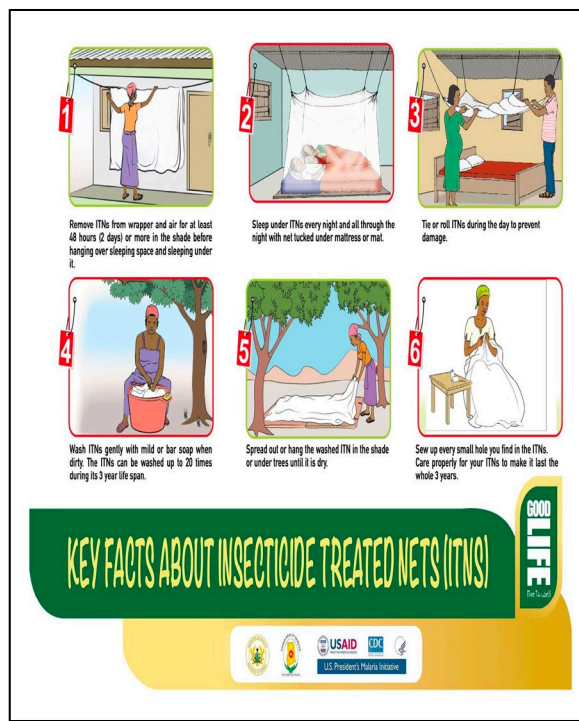 1
Remove ITNs from wrapper and air for at least
48 hours (2 days) or more in the shade before
hanging over sleeping space and sleeping under
it.
2
Sleep under ITNs every night and all through the
night with net tucked under mattress or mat.
3
Tie or roll ITNs during the day to prevent
damage.
4
Wash ITNs gently with mild or bar soap when
dirty. The ITNs can be washed up to 20 times
during its 3 year life span.
5
Spread out or hang the washed ITN in the shade
or under trees until it is dry.
6
Sew up every small hole you find in the ITNs.
Care properly for your ITNs to make it last the
whole 3 years.
KEY FACTS ABOUT INSECTICIDE TREATED NETS (ITNS)
GOOD
LIFE
USAID
FROM THE AMERICAN PEOPLE
CDC
U.S. President's Malaria Initiative